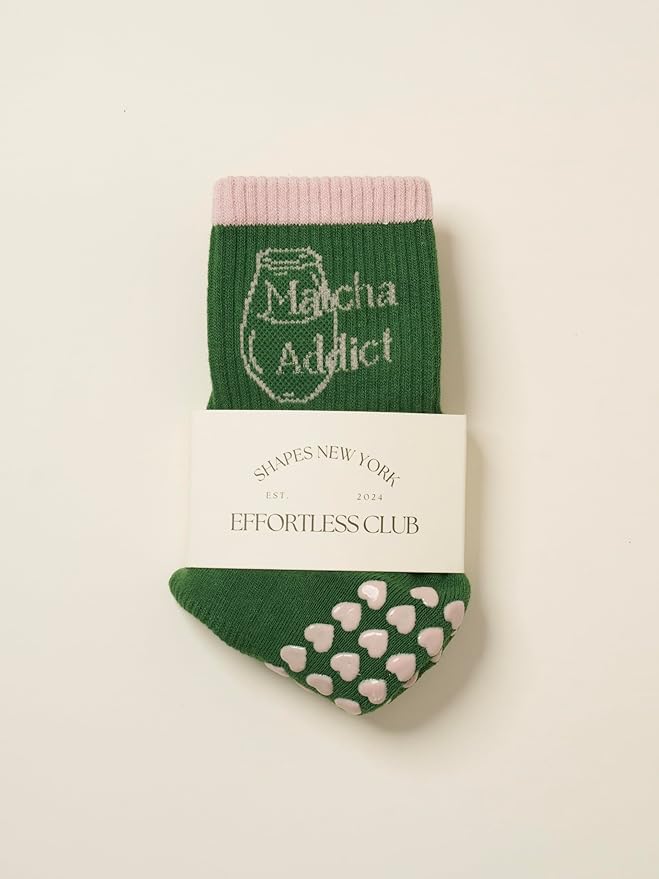 Matcha
Addict
SHAPES NEW YORK
EST. 2024
EFFORTLESS CLUB